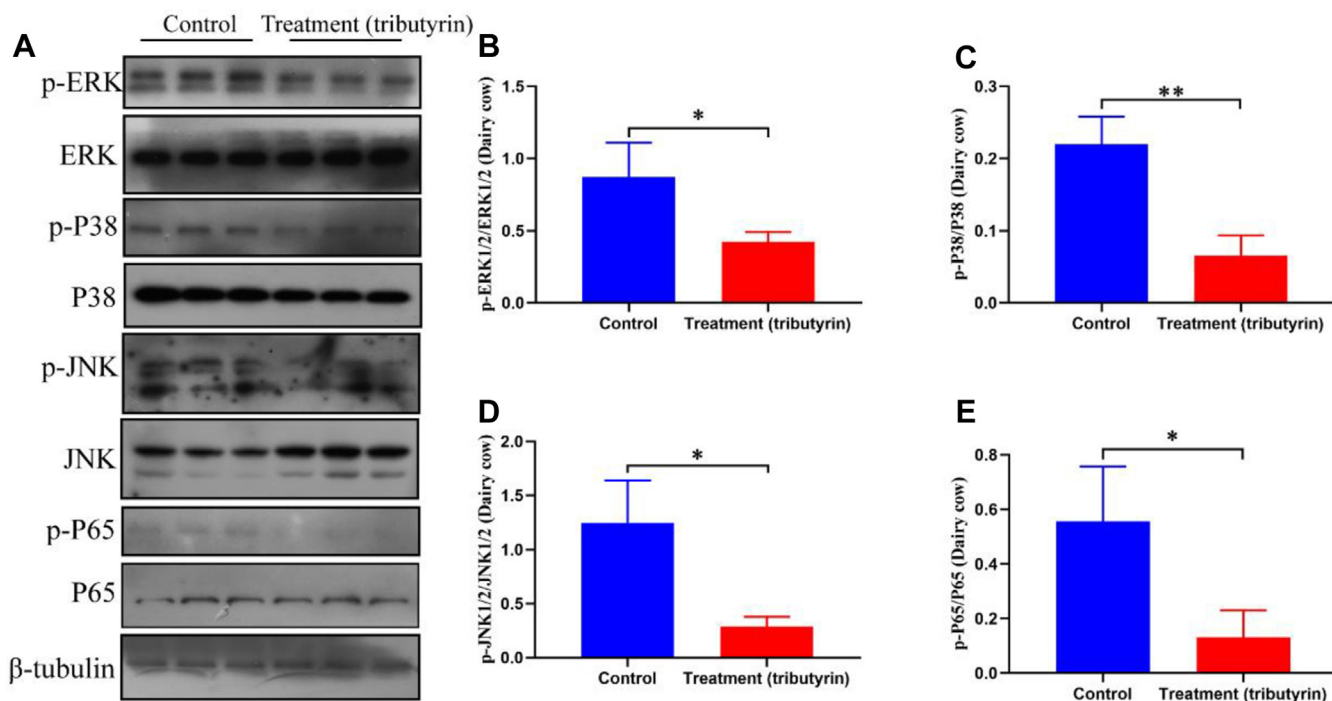 A
Control Treatment (tributyrin)
p-ERK
ERK
p-P38
P38
p-JNK
JNK
p-P65
P65
β-tubulin
B
p-ERK1/2/ERK1/2 (Dairy cow)
1.5
1.0
0.5
0.0
*
Control Treatment (tributyrin)
C
p-P38/P38 (Dairy cow)
0.3
0.2
0.1
0.0
**
Control Treatment (tributyrin)
D
p-JNK1/2/JNK1/2 (Dairy cow)
2.0
1.5
1.0
0.5
0.0
*
Control Treatment (tributyrin)
E
p-P65/P65 (Dairy cow)
0.8
0.6
0.4
0.2
0.0
*
Control Treatment (tributyrin)